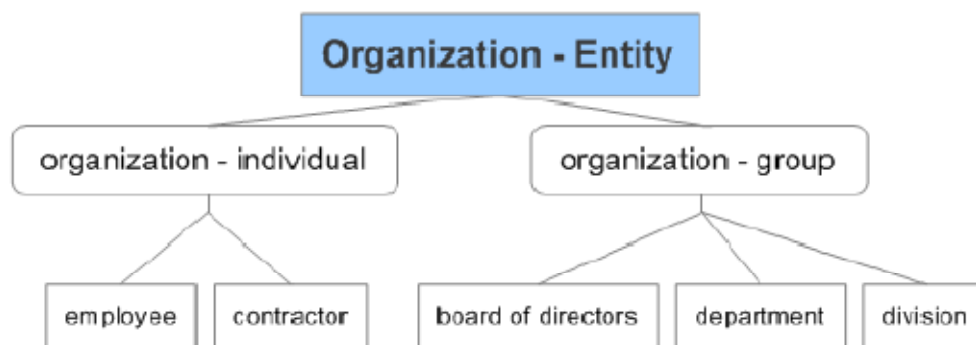 Organization - Entity
organization - individual
organization - group
employee
contractor
board of directors
department
division